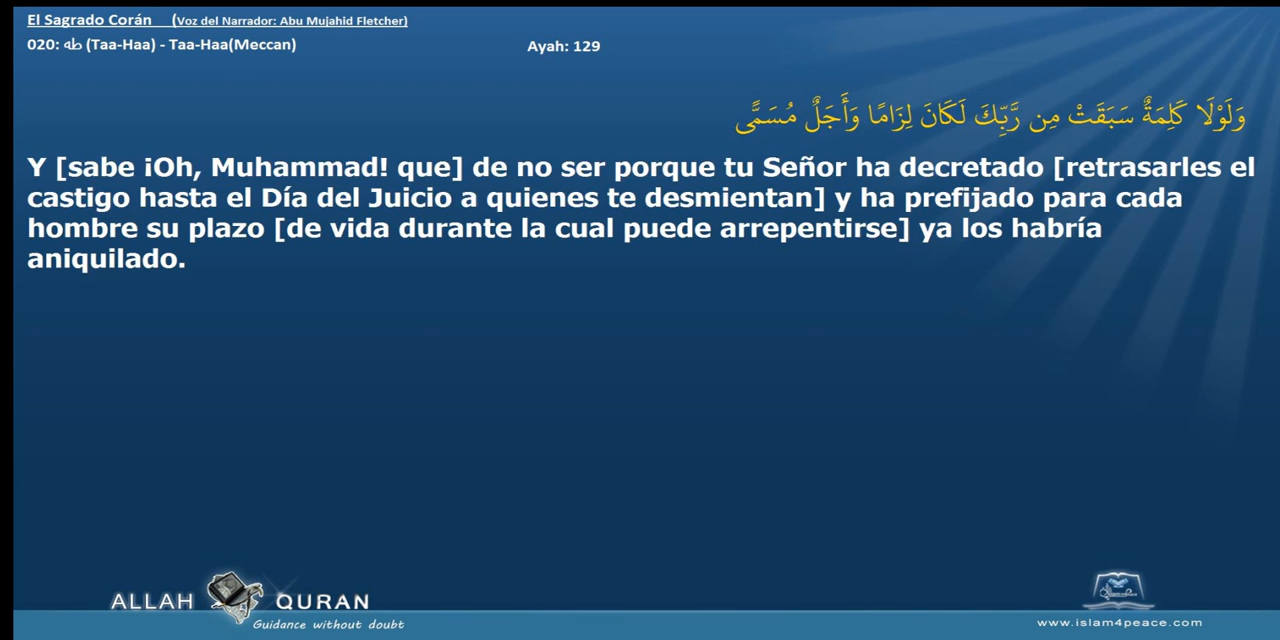 El Sagrado Corán (Voz del Narrador: Abu Mujahid Fletcher)
020: طه (Taa-Haa) - Taa-Haa(Meccan) Ayah: 129
وَلَوْلَا كَلِمَةٌ سَبَقَتْ مِن رَّبِّكَ لَكَانَ لِزَامًا وَأَجَلٌ مُسَمًّى
Y [sabe ¡Oh, Muhammad! que] de no ser porque tu Señor ha decretado [retrasarles el
castigo hasta el Día del Juicio a quienes te desmientan] y ha prefijado para cada
hombre su plazo [de vida durante la cual puede arrepentirse] ya los habría
aniquilado.
ALLAH QURAN
Guidance without doubt
www.islam4peace.com